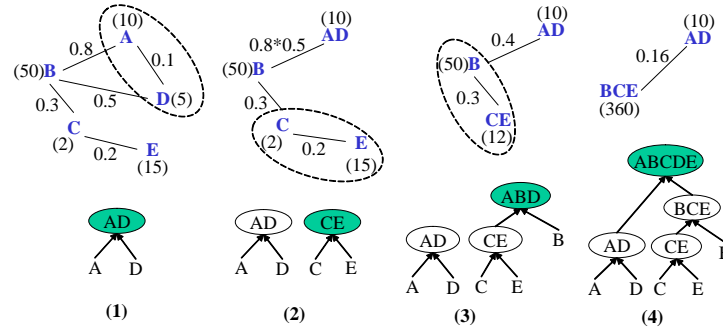 (10)
A
0.8
0.1
(50)B
0.5
D(5)
0.3
C
(2)
0.2
E
(15)
AD
A D
(1)
(10)
AD
0.8*0.5
(50)B
0.3
C
(2)
0.2
E
(15)
AD CE
A D C E
(2)
(10)
AD
0.4
(50)B
0.3
CE
(12)
ABD
AD CE B
A D C E
(3)
(10)
AD
0.16
BCE
(360)
ABCDE
BCE
AD CE
A D C E
(4)